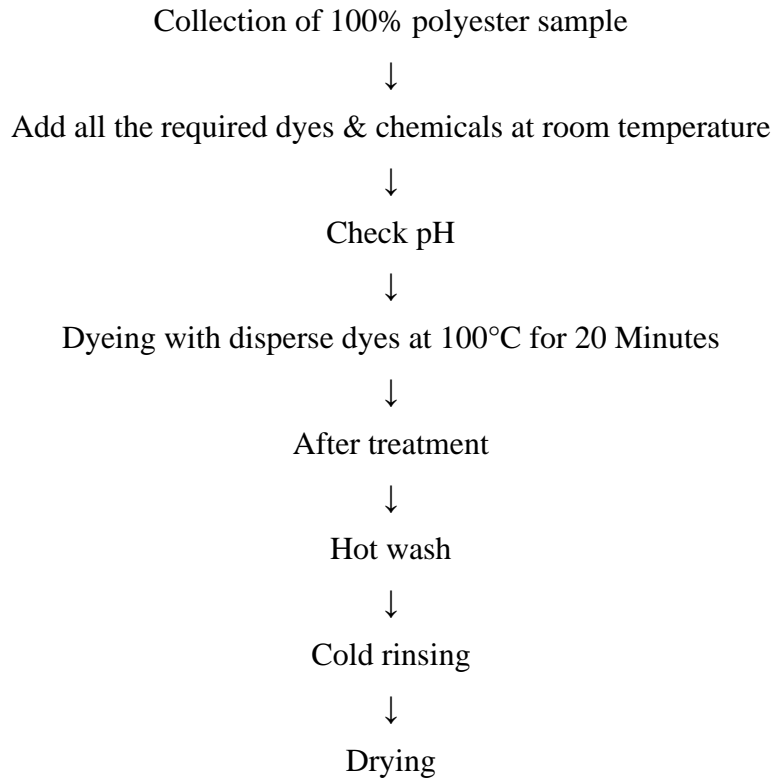 Collection of 100% polyester sample
↓
Add all the required dyes & chemicals at room temperature
↓
Check pH
↓
Dyeing with disperse dyes at 100°C for 20 Minutes
↓
After treatment
↓
Hot wash
↓
Cold rinsing
↓
Drying